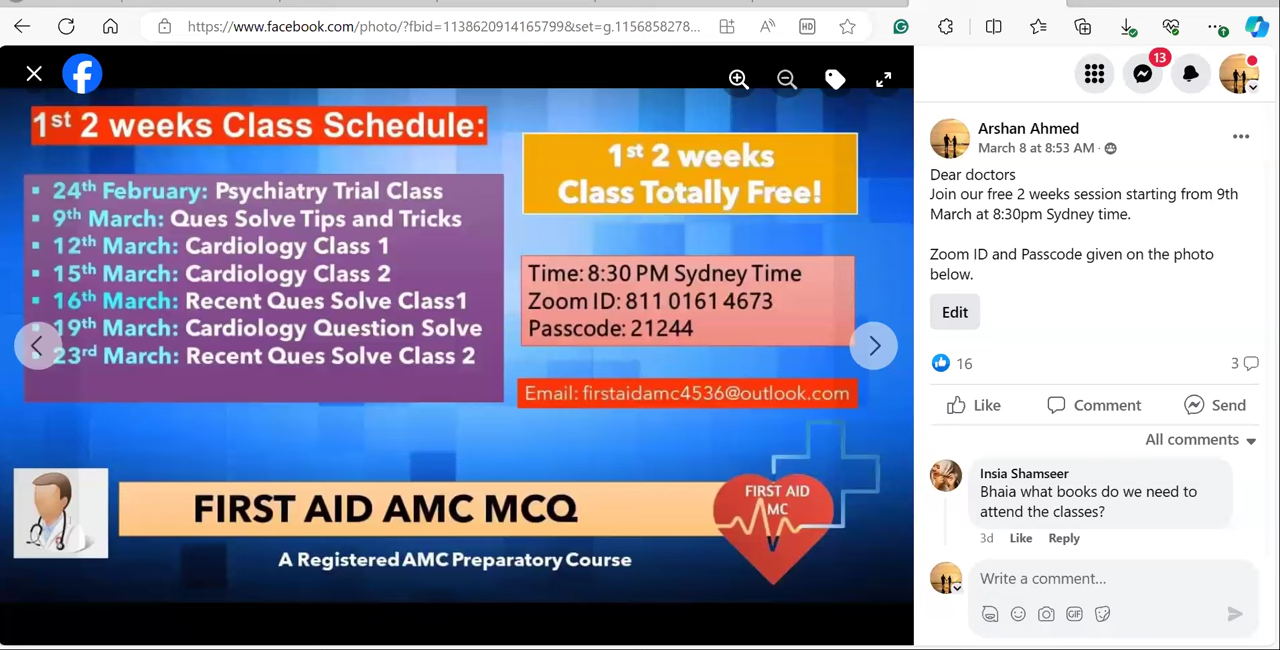 https://www.facebook.com/photo/?fbid=1138620914165799&set=g.1156858278...
HD
13
1st 2 weeks Class Schedule:
24th February: Psychiatry Trial Class
9th March: Ques Solve Tips and Tricks
12th March: Cardiology Class 1
15th March: Cardiology Class 2
16th March: Recent Ques Solve Class1
19th March: Cardiology Question Solve
23rd March: Recent Ques Solve Class 2
1st 2 weeks
Class Totally Free!
Time: 8:30 PM Sydney Time
Zoom ID: 811 0161 4673
Passcode: 21244
Email: firstaidamc4536@outlook.com
FIRST AID AMC MCQ
A Registered AMC Preparatory Course
FIRST AID
MC
Arshan Ahmed
March 8 at 8:53 AM ·
Dear doctors
Join our free 2 weeks session starting from 9th
March at 8:30pm Sydney time.
Zoom ID and Passcode given on the photo
below.
Edit
16
3
Like
Comment
Send
All comments
Insia Shamseer
Bhaia what books do we need to
attend the classes?
3d Like Reply
Write a comment...
GIF